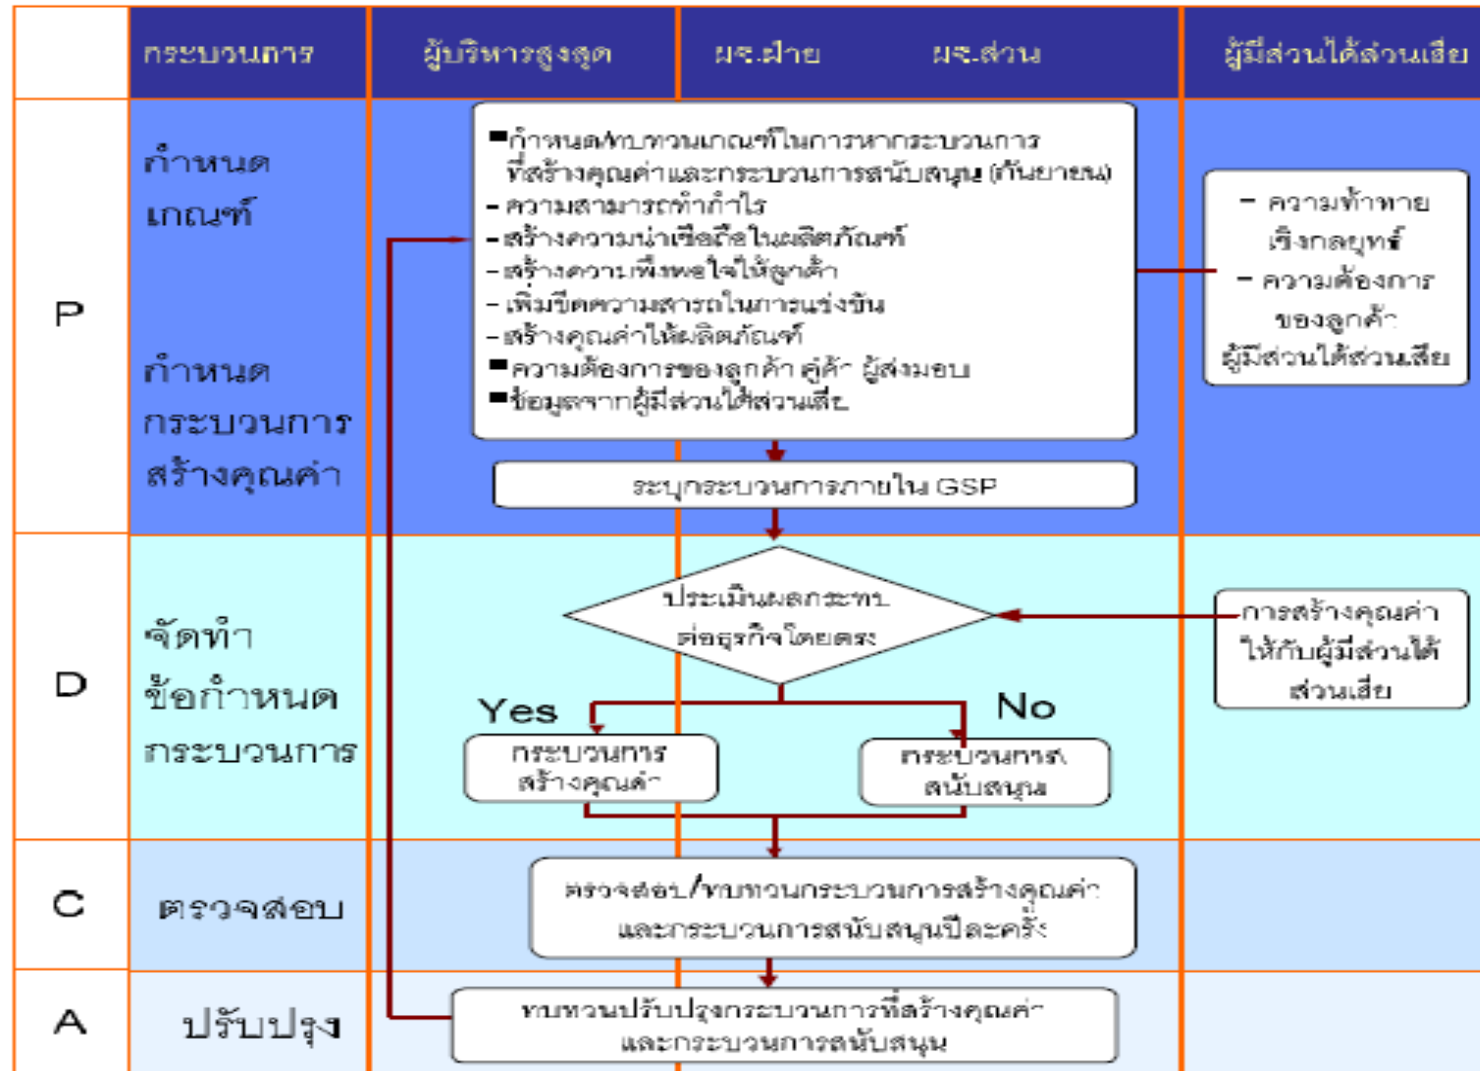 กระบวนการ
ผู้บริหารสูงสุด
ผจ.ฝ่าย
ผจ.ส่วน
ผู้มีส่วนได้ส่วนเสีย
P
กำหนด
เกณฑ์
กำหนด
กระบวนการ
สร้างคุณค่า
■กำหนด/ทบทวนเกณฑ์ในการหากระบวนการ
ที่สร้างคุณค่าและกระบวนการสนับสนุน (กันยายน)
- ความสามารถทำกำไร
- สร้างความน่าเชื่อถือในผลิตภัณฑ์
- สร้างความพึงพอใจให้ลูกค้า
- เพิ่มขีดความสารถในการแข่งขัน
- สร้างคุณค่าให้ผลิตภัณฑ์
■ความต้องการของลูกค้า คู่ค้า ผู้ส่งมอบ
■ข้อมูลจากผู้มีส่วนได้ส่วนเสีย
- ความท้าทาย
เชิงกลยุทธ์
- ความต้องการ
ของลูกค้า
ผู้มีส่วนได้ส่วนเสีย
ระบุกระบวนการภายใน GSP
D
จัดทำ
ข้อกำหนด
กระบวนการ
ประเมินผลกระทบ
ต่อธุรกิจโดยตรง
การสร้างคุณค่า
ให้กับผู้มีส่วนได้
ส่วนเสีย
Yes
No
กระบวนการ
สร้างคุณค่า
กระบวนการ
สนับสนุน
C
ตรวจสอบ
ตรวจสอบ/ทบทวนกระบวนการสร้างคุณค่า
และกระบวนการสนับสนุนปีละครั้ง
A
ปรับปรุง
ทบทวนปรับปรุงกระบวนการที่สร้างคุณค่า
และกระบวนการสนับสนุน